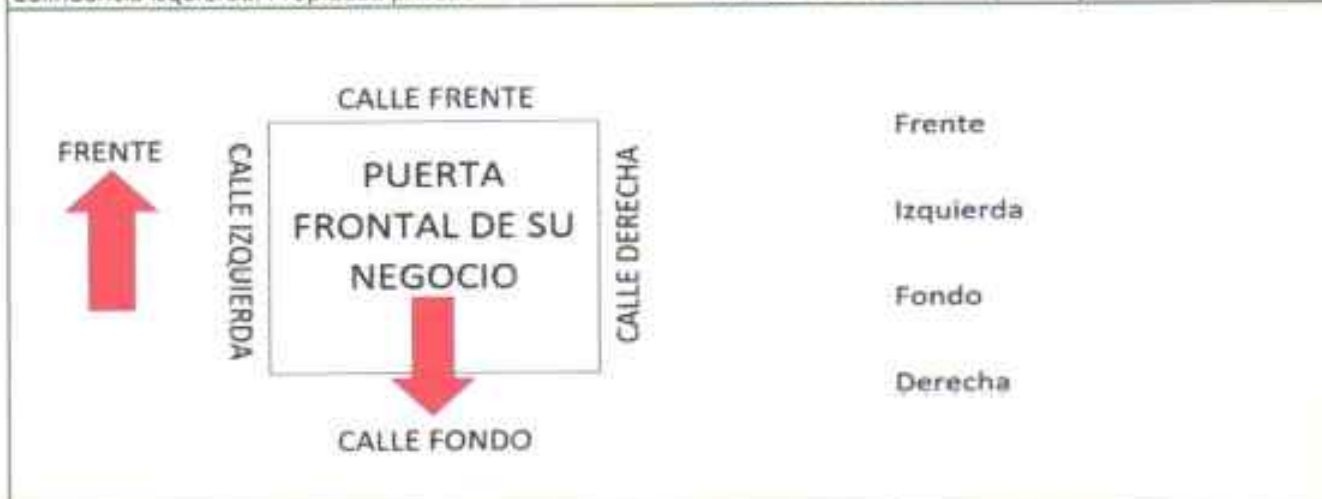 CALLE FRENTE
FRENTE
CALLE IZQUIERDA
PUERTA
FRONTAL DE SU
NEGOCIO
CALLE DERECHA
CALLE FONDO
Frente
Izquierda
Fondo
Derecha